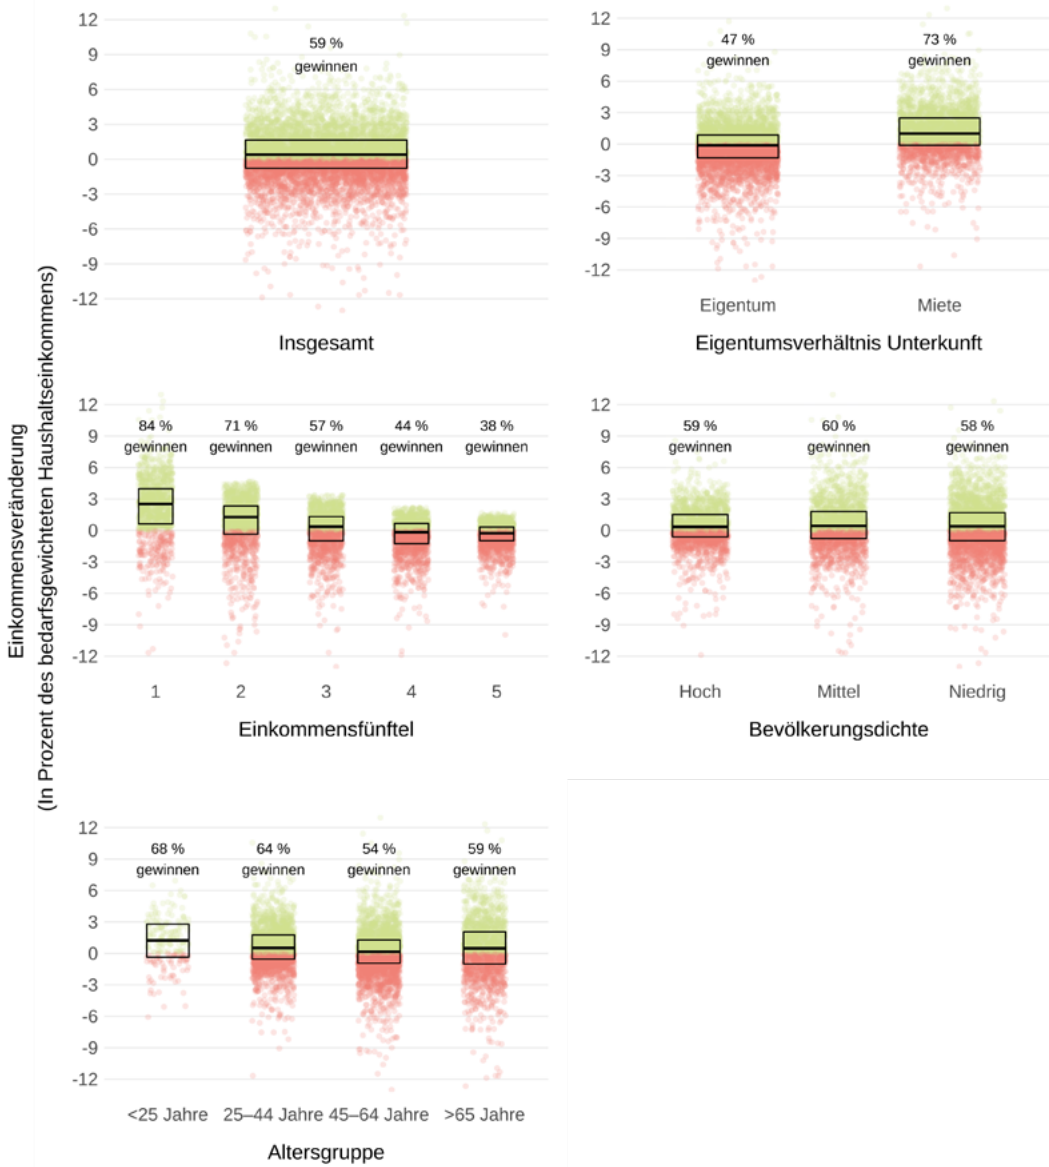 Einkommensveränderung
(In Prozent des bedarfsgewichteten Haushaltseinkommens)
12
9
6
3
0
-3
-6
-9
-12
59 %
gewinnen
Insgesamt
12
9
6
3
0
-3
-6
-9
-12
47 %
gewinnen
73 %
gewinnen
Eigentum
Miete
Eigentumsverhältnis Unterkunft
12
9
6
3
0
-3
-6
-9
-12
84 %
gewinnen
71 %
gewinnen
57 %
gewinnen
44 %
gewinnen
38 %
gewinnen
1
2
3
4
5
Einkommensfünftel
12
9
6
3
0
-3
-6
-9
-12
59 %
gewinnen
60 %
gewinnen
58 %
gewinnen
Hoch
Mittel
Niedrig
Bevölkerungsdichte
12
9
6
3
0
-3
-6
-9
-12
68 %
gewinnen
64 %
gewinnen
54 %
gewinnen
59 %
gewinnen
<25 Jahre
25–44 Jahre
45–64 Jahre
>65 Jahre
Altersgruppe